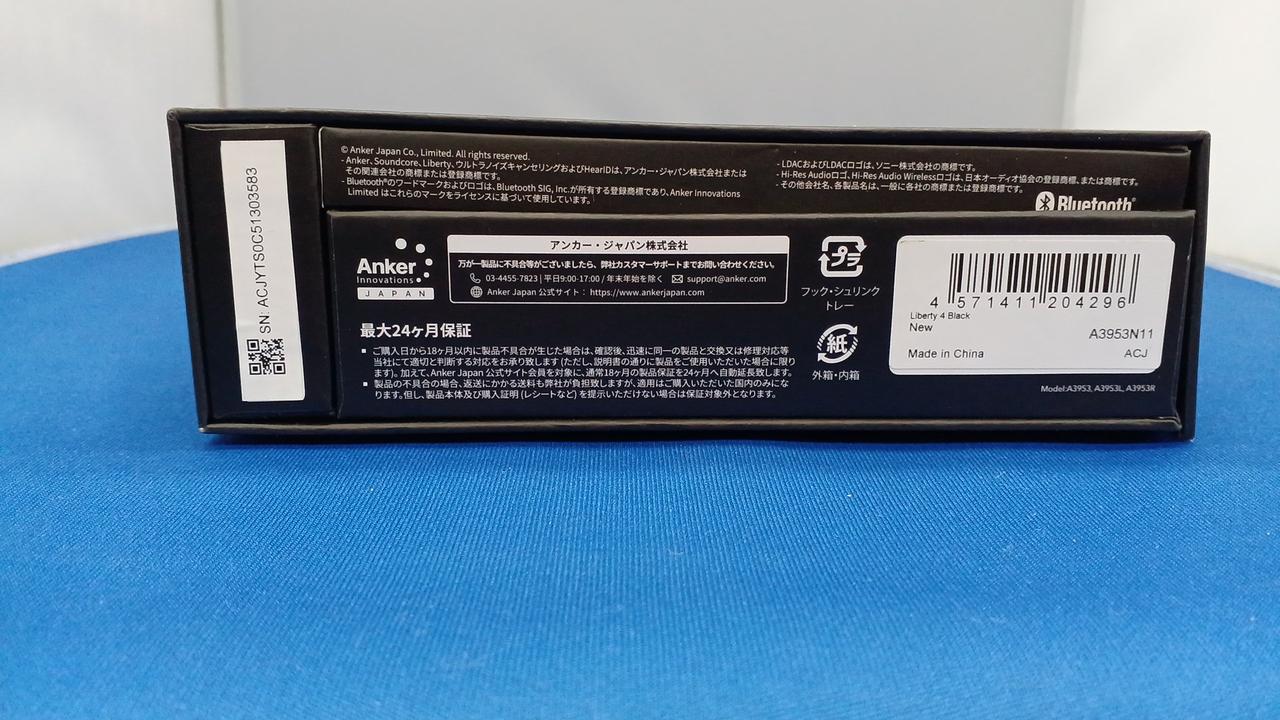 SN: ACJYTS0C51303583
© Anker Japan Co., Limited. All rights reserved.
- Anker、Soundcore、Liberty、ウルトラノイズキャンセリングおよびHearIDは、アンカー・ジャパン株式会社または
その関連会社の商標または登録商標です。
- Bluetooth®のワードマークおよびロゴは、Bluetooth SIG, Inc.が所有する登録商標であり、Anker Innovations
Limited はこれらのマークをライセンスに基づいて使用しています。
- LDACおよびLDACロゴは、ソニー株式会社の商標です。
- Hi-Res Audioロゴ、Hi-Res Audio Wirelessロゴは、日本オーディオ協会の登録商標、または商標です。
- その他会社名、各製品名は、一般に各社の商標または登録商標です。
Bluetooth®
Anker
Innovations
JAPAN
アンカー・ジャパン株式会社
万が一製品に不具合等がございましたら、弊社カスタマーサポートまでお問い合わせください。
03-4455-7823 | 平日9:00-17:00 / 年末年始を除く support@anker.com
Anker Japan 公式サイト： https://www.ankerjapan.com
最大24ヶ月保証
▪ ご購入日から18ヶ月以内に製品不具合が生じた場合は、確認後、迅速に同一の製品と交換又は修理対応等
当社にて適切と判断する対応をお承り致します (ただし、説明書の通りに製品をご使用いただいた場合に限り
ます)。加えて、Anker Japan 公式サイト会員を対象に、通常18ヶ月の製品保証を24ヶ月へ自動延長致します。
▪ 製品の不具合の場合、返送にかかる送料も弊社が負担致しますが、適用はご購入いただいた国内のみにな
ります。但し、製品本体及び購入証明 (レシートなど) を提示いただけない場合は保証対象外となります。
プラ
フック・シュリンク
トレー
紙
外箱・内箱
4 571411 204296
Liberty 4 Black
New
A3953N11
Made in China
ACJ
Model:A3953, A3953L, A3953R